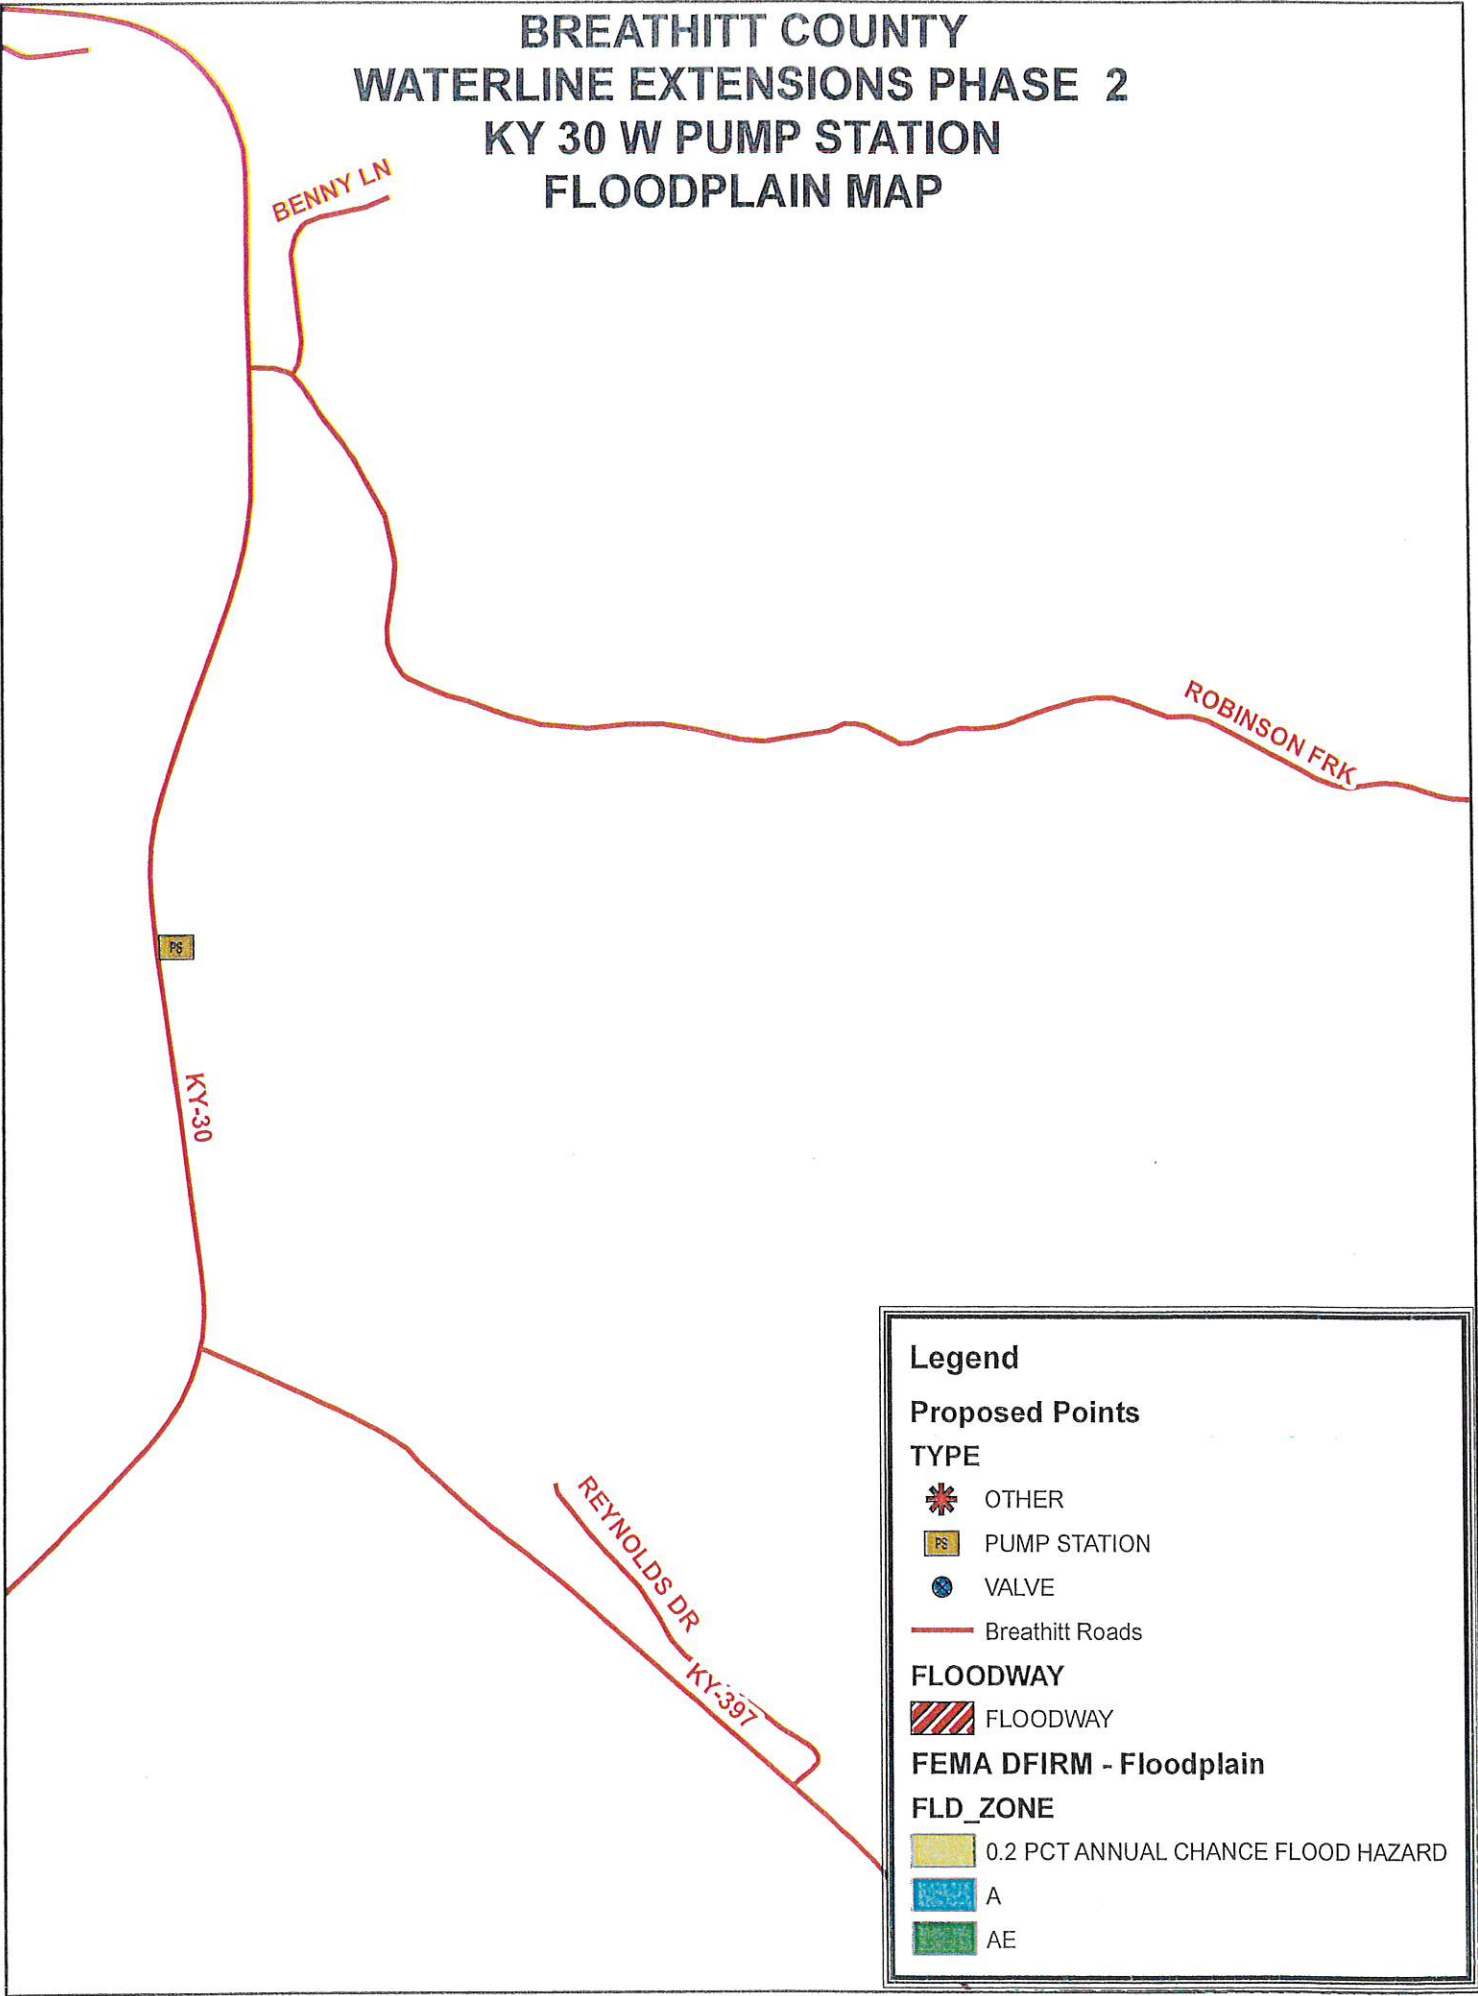 BREATHITT COUNTY
WATERLINE EXTENSIONS PHASE 2
KY 30 W PUMP STATION
FLOODPLAIN MAP
BENNY LN
ROBINSON FRK
PS
KY-30
REYNOLDS DR
KY-397
Legend
Proposed Points
TYPE
OTHER
PS PUMP STATION
VALVE
Breathitt Roads
FLOODWAY
FLOODWAY
FEMA DFIRM - Floodplain
FLD_ZONE
0.2 PCT ANNUAL CHANCE FLOOD HAZARD
A
AE